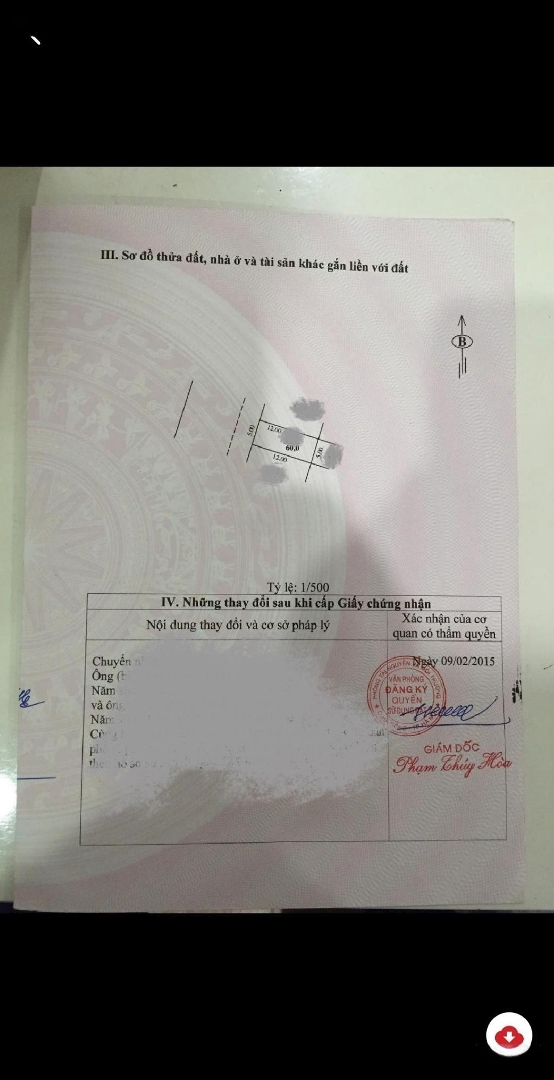 III. Sơ đồ thửa đất, nhà ở và tài sản khác gắn liền với đất
B
5.00
12.00
60,0
5.00
12.00
Tỷ lệ: 1/500
IV. Những thay đổi sau khi cấp Giấy chứng nhận
Nội dung thay đổi và cơ sở pháp lý
Xác nhận của cơ
quan có thẩm quyền
Chuyển
Ông
Năm
và ông
Năm
Ngày 09/02/2015
VĂN PHÒNG
ĐĂNG KÝ
QUYỀN
SỬ DỤNG
GIÁM ĐỐC
Phạm Thúy Hòa